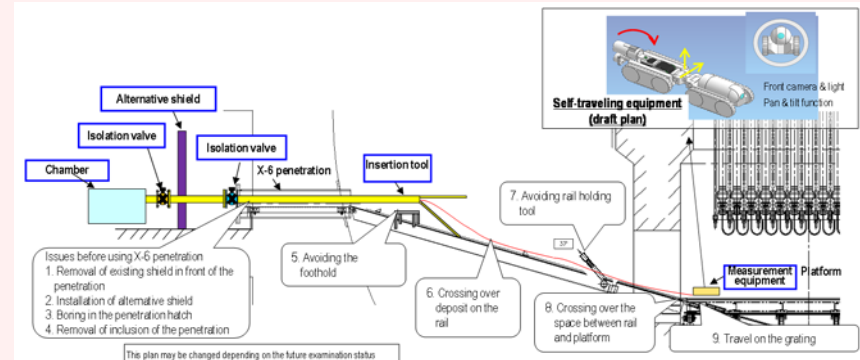 Alternative shield
Isolation valve
Isolation valve
Chamber
X-6 penetration
Insertion tool
Self-traveling equipment
(draft plan)
Front camera & light
Pan & tilt function
7. Avoiding rail holding
tool
Issues before using X-6 penetration
1. Removal of existing shield in front of the
penetration
2. Installation of alternative shield
3. Boring in the penetration hatch
4. Removal of inclusion of the penetration
5. Avoiding the
foothold
6. Crossing over
deposit on the
rail
Measurement
equipment
Platform
8. Crossing over the
space between rail
and platform
9. Travel on the grating
This plan may be changed depending on the future examination status